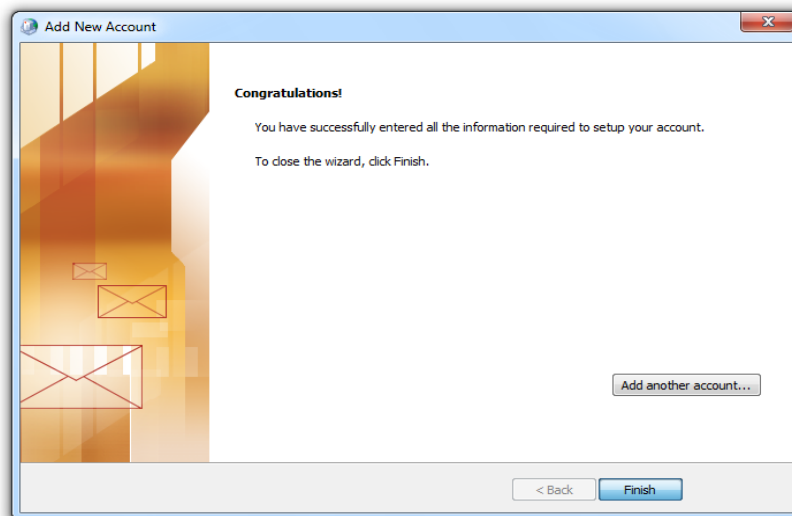 Add New Account
Congratulations!
You have successfully entered all the information required to setup your account.
To close the wizard, click Finish.
Add another account...
< Back
Finish